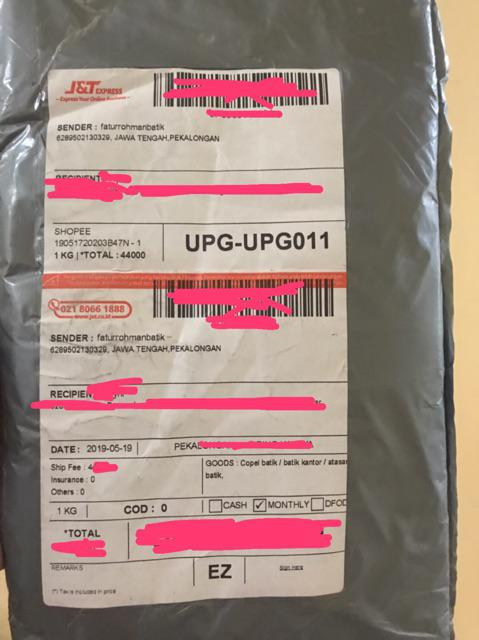 J&T EXPRESS
- Express Your Online Business -
SENDER : faturrohmanbatik
6289502130329, JAWA TENGAH,PEKALONGAN
RECIPIENT
SHOPEE
19051720203B47N - 1
1 KG | *TOTAL : 44000
UPG-UPG011
021 8066 1888
www.jet.co.id
SENDER : faturrohmanbatik -
6289502130329, JAWA TENGAH,PEKALONGAN
RECIPIEN
DATE : 2019-05-19
PEKALO
Ship Fee : 4
Insurance : 0
Others : 0
GOODS : Copel batik / batik kantor / atasa
batik,
1 KG
COD : 0
CASH MONTHLY DFOD
*TOTAL
REMARKS
EZ
Sign Here
(*) Tax is included in price